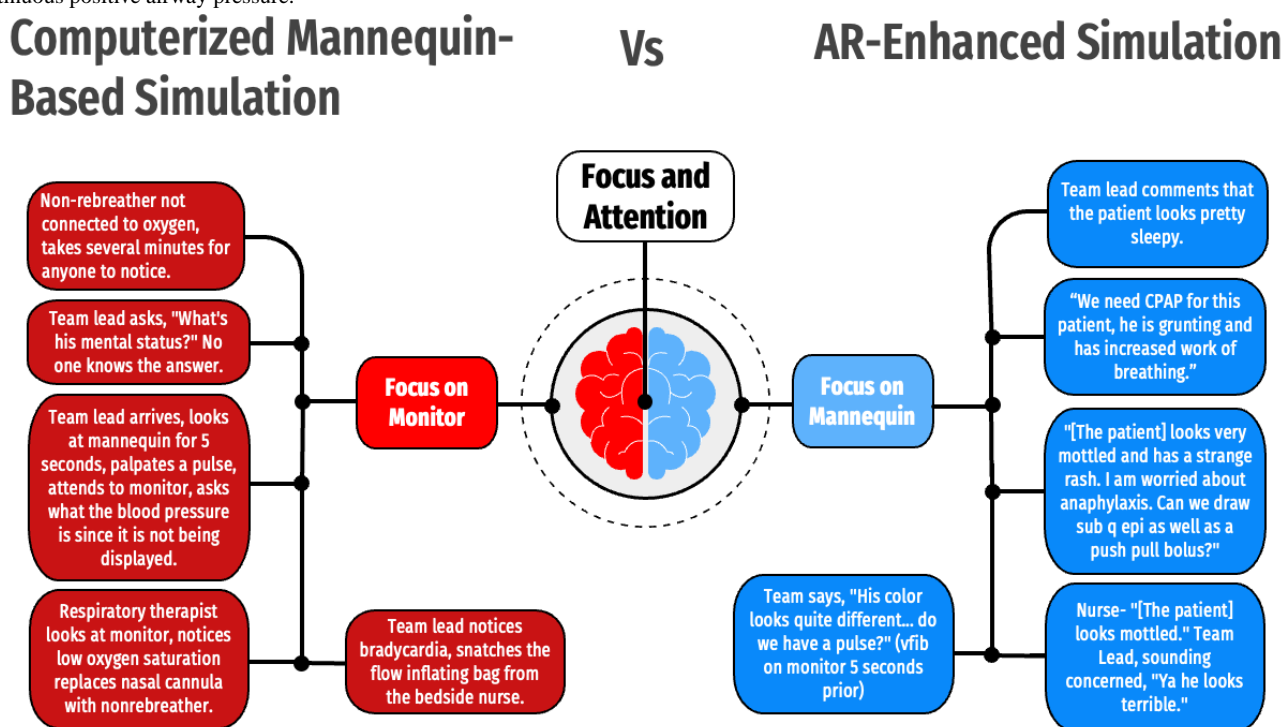 tinuous positive airway pressure.
Computerized Mannequin-
Based Simulation
Vs
AR-Enhanced Simulation
Focus and
Attention
Non-rebreather not
connected to oxygen,
takes several minutes for
anyone to notice.
Team lead asks, "What's
his mental status?" No
one knows the answer.
Team lead arrives, looks
at mannequin for 5
seconds, palpates a pulse,
attends to monitor, asks
what the blood pressure
is since it is not being
displayed.
Respiratory therapist
looks at monitor, notices
low oxygen saturation
replaces nasal cannula
with nonrebreather.
Team lead notices
bradycardia, snatches the
flow inflating bag from
the bedside nurse.
Focus on
Monitor
Focus on
Mannequin
Team lead comments that
the patient looks pretty
sleepy.
“We need CPAP for this
patient, he is grunting and
has increased work of
breathing.”
"[The patient] looks very
mottled and has a strange
rash. I am worried about
anaphylaxis. Can we draw
sub q epi as well as a
push pull bolus?"
Team says, "His color
looks quite different... do
we have a pulse?" (vfib
on monitor 5 seconds
prior)
Nurse- "[The patient]
looks mottled." Team
Lead, sounding
concerned, "Ya he looks
terrible."